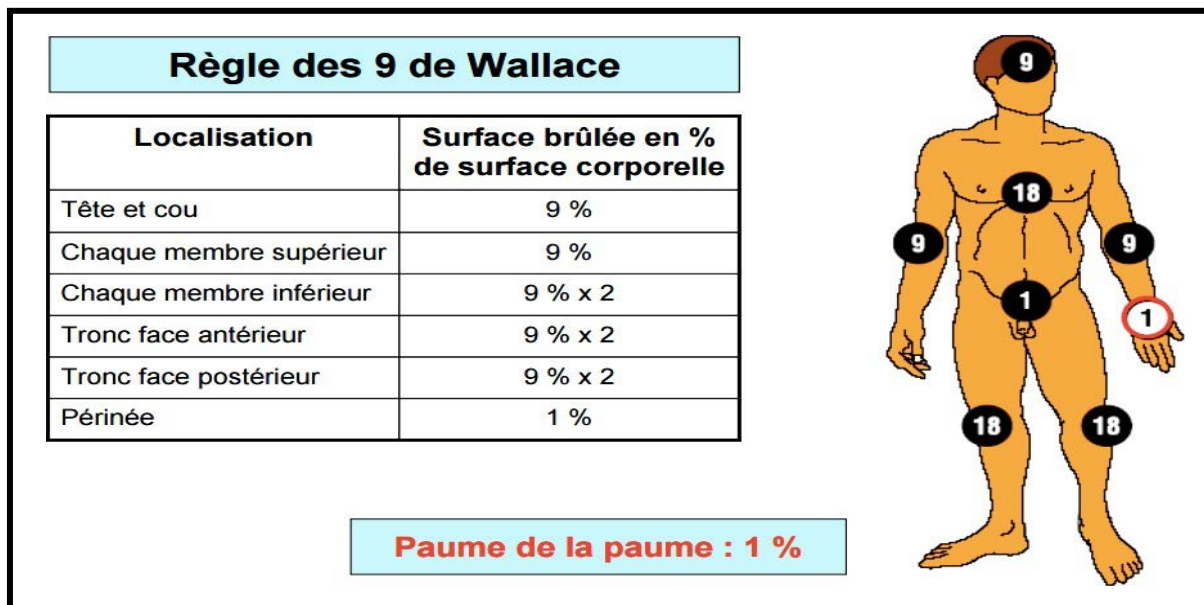 Règle des 9 de Wallace
Localisation
Surface brûlée en %
de surface corporelle
Tête et cou
9 %
Chaque membre supérieur
9 %
Chaque membre inférieur
9 % x 2
Tronc face antérieur
9 % x 2
Tronc face postérieur
9 % x 2
Périnée
1 %
Paume de la paume : 1 %
9
18
9
9
1
1
18
18